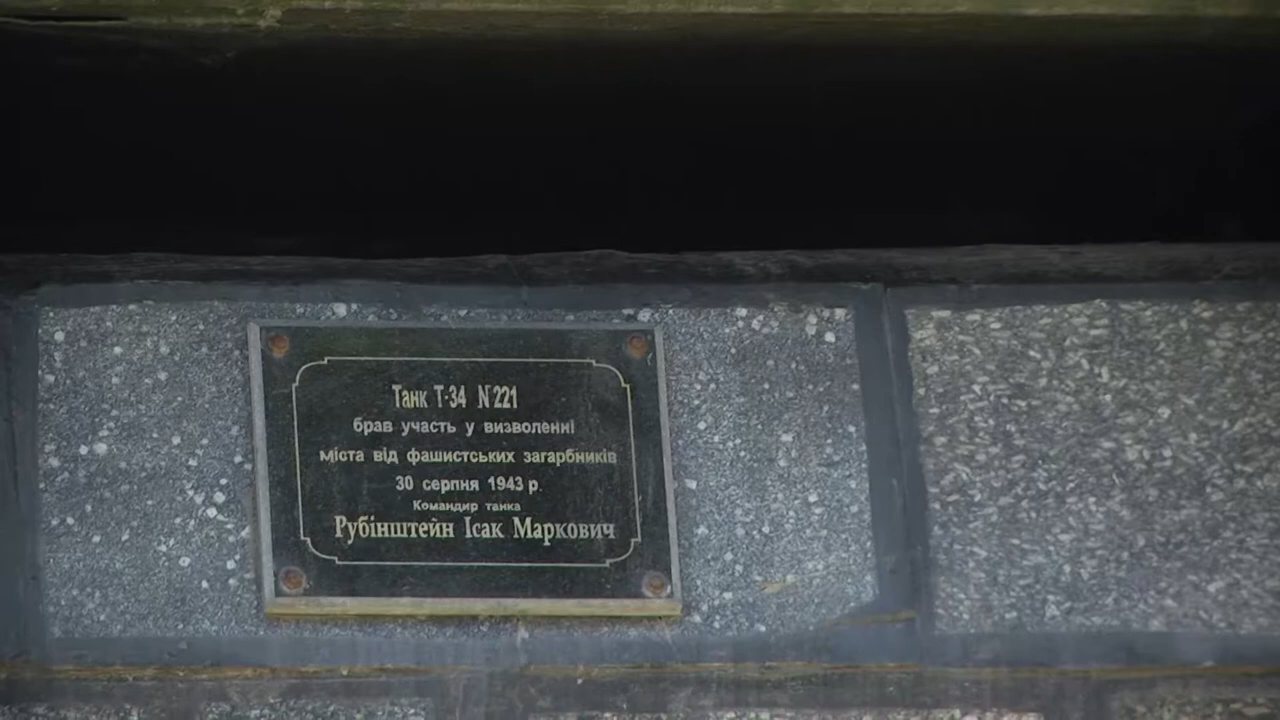 Танк Т-34 №221
брав участь у визволенні
міста від фашистських загарбників
30 серпня 1943 р.
Командир танка
Рубінштейн Ісак Маркович